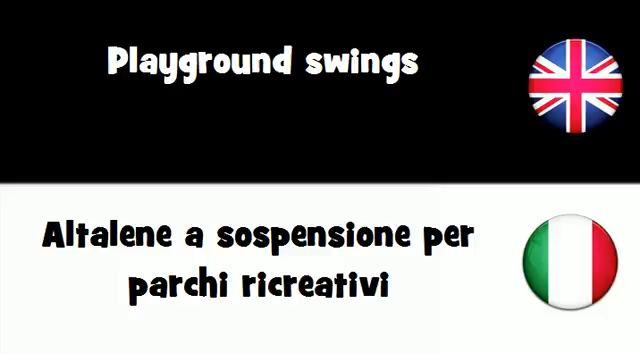 Playground swings
Altalene a sospensione per
parchi ricreativi